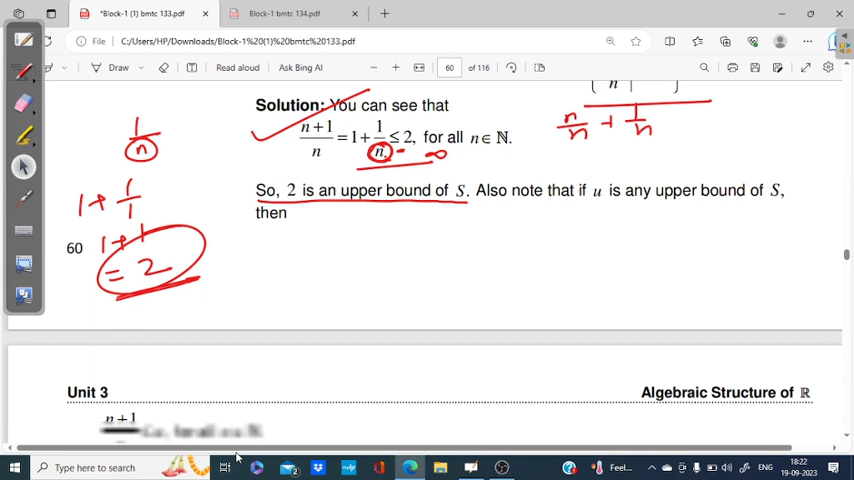 *Block-1 (1) bmtc 133.pdf
Block-1 bmtc 134.pdf
File
C:/Users/HP/Downloads/Block-1%20(1)%20bmtc%20133.pdf
Draw
Read aloud
Ask Bing AI
60
of 116
n
Solution: You can see that
n + 1 / n = 1 + 1 / n ≤ 2, for all n ∈ ℕ.
n/n + 1/n
1/n
∞
So, 2 is an upper bound of S. Also note that if u is any upper bound of S,
then
1 + 1/1
1 + 1
= 2
60
Unit 3
Algebraic Structure of ℝ
n + 1
Type here to search
2
Feel...
ENG
18:22
19-09-2023